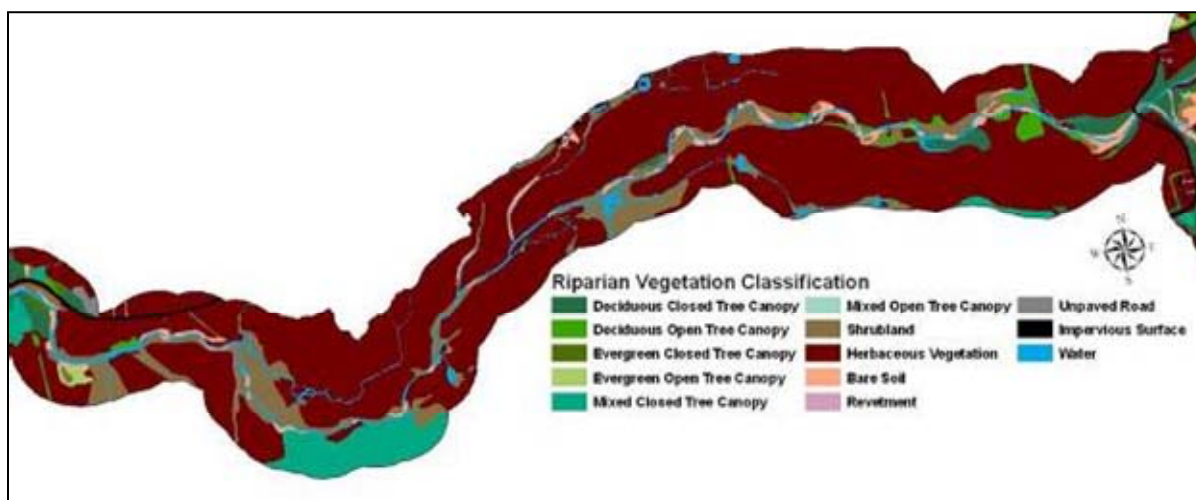 N
W E
S
Riparian Vegetation Classification
Deciduous Closed Tree Canopy
Deciduous Open Tree Canopy
Evergreen Closed Tree Canopy
Evergreen Open Tree Canopy
Mixed Closed Tree Canopy
Mixed Open Tree Canopy
Shrubland
Herbaceous Vegetation
Bare Soil
Revetment
Unpaved Road
Impervious Surface
Water